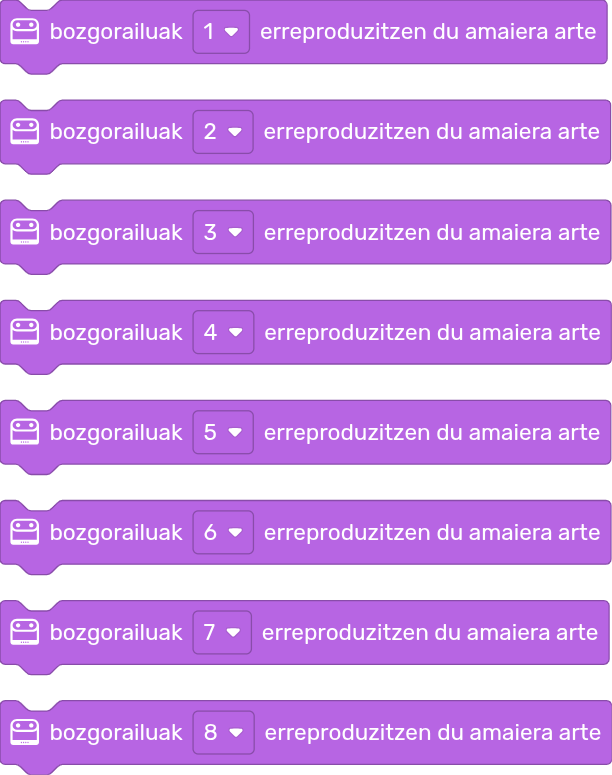 bozgorailuak 1 erreproduzitzen du amaiera arte
bozgorailuak 2 erreproduzitzen du amaiera arte
bozgorailuak 3 erreproduzitzen du amaiera arte
bozgorailuak 4 erreproduzitzen du amaiera arte
bozgorailuak 5 erreproduzitzen du amaiera arte
bozgorailuak 6 erreproduzitzen du amaiera arte
bozgorailuak 7 erreproduzitzen du amaiera arte
bozgorailuak 8 erreproduzitzen du amaiera arte